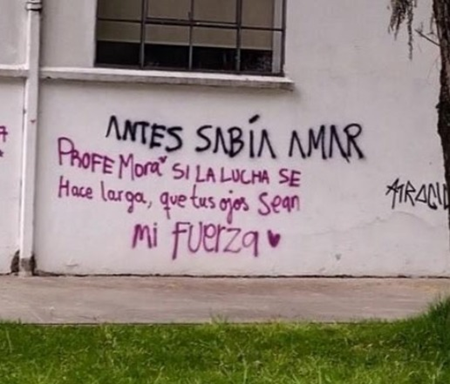 ANTES SABÍA AMAR
PROFE Mora SI LA LUCHA SE
Hace larga, que tus ojos sean
Mi FUERZa